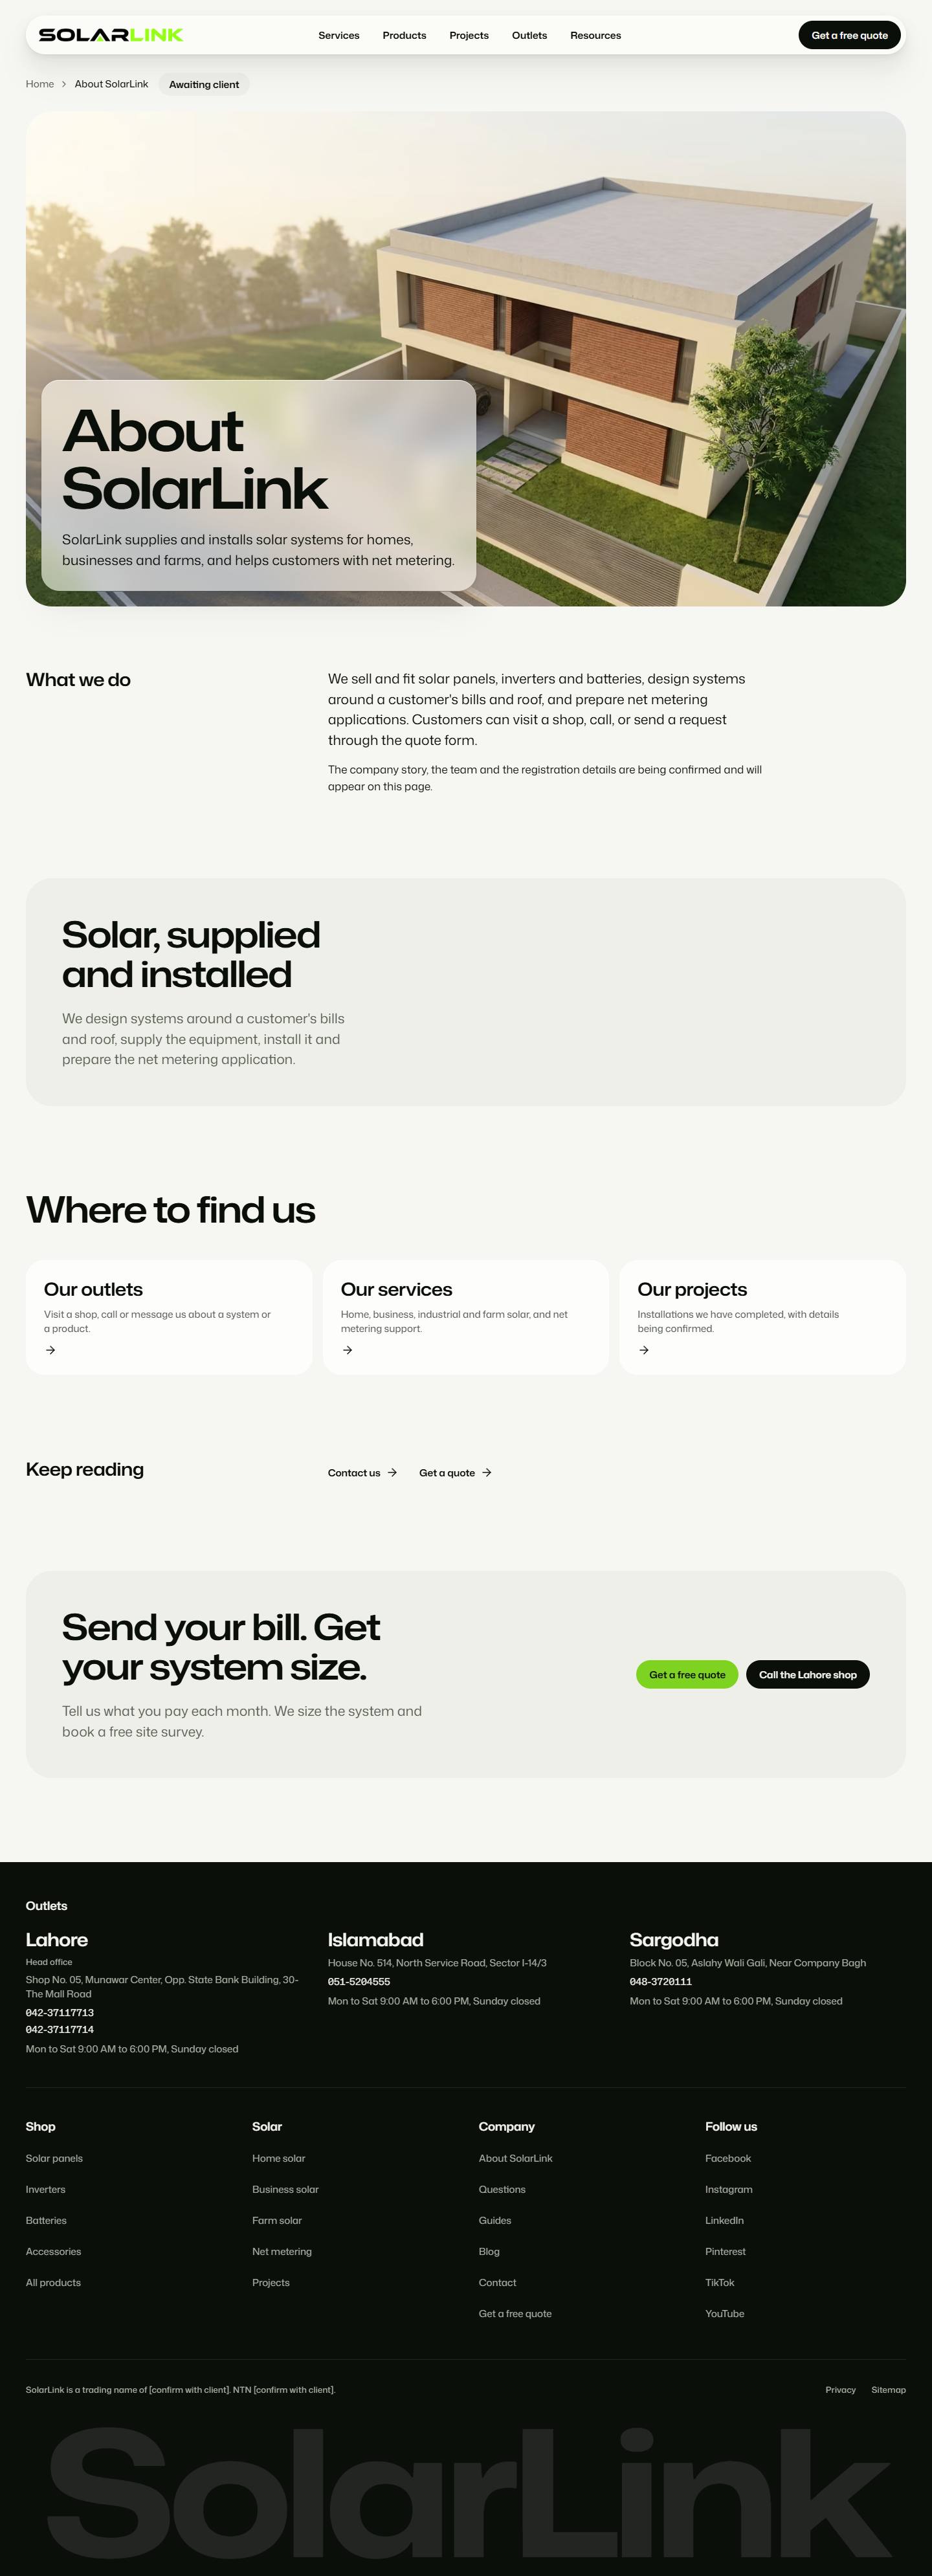 SOLARLINK
Services Products Projects Outlets Resources
Get a free quote
Home > About SolarLink Awaiting client
About
SolarLink
SolarLink supplies and installs solar systems for homes,
businesses and farms, and helps customers with net metering.
What we do
We sell and fit solar panels, inverters and batteries, design systems
around a customer's bills and roof, and prepare net metering
applications. Customers can visit a shop, call, or send a request
through the quote form.
The company story, the team and the registration details are being confirmed and will
appear on this page.
Solar, supplied
and installed
We design systems around a customer's bills
and roof, supply the equipment, install it and
prepare the net metering application.
Where to find us
Our outlets
Visit a shop, call or message us about a system or
a product.
Our services
Home, business, industrial and farm solar, and net
metering support.
Our projects
Installations we have completed, with details
being confirmed.
Keep reading
Contact us → Get a quote →
Send your bill. Get
your system size.
Tell us what you pay each month. We size the system and
book a free site survey.
Get a free quote
Call the Lahore shop
Outlets
Lahore
Head office
Shop No. 05, Munawar Center, Opp. State Bank Building, 30-
The Mall Road
042-37117713
042-37117714
Mon to Sat 9:00 AM to 6:00 PM, Sunday closed
Islamabad
House No. 514, North Service Road, Sector I-14/3
051-5204555
Mon to Sat 9:00 AM to 6:00 PM, Sunday closed
Sargodha
Block No. 05, Aslahy Wali Gali, Near Company Bagh
048-3720111
Mon to Sat 9:00 AM to 6:00 PM, Sunday closed
Shop
Solar panels
Inverters
Batteries
Accessories
All products
Solar
Home solar
Business solar
Farm solar
Net metering
Projects
Company
About SolarLink
Questions
Guides
Blog
Contact
Get a free quote
Follow us
Facebook
Instagram
LinkedIn
Pinterest
TikTok
YouTube
SolarLink is a trading name of [confirm with client]. NTN [confirm with client].
Privacy Sitemap
SolarLink